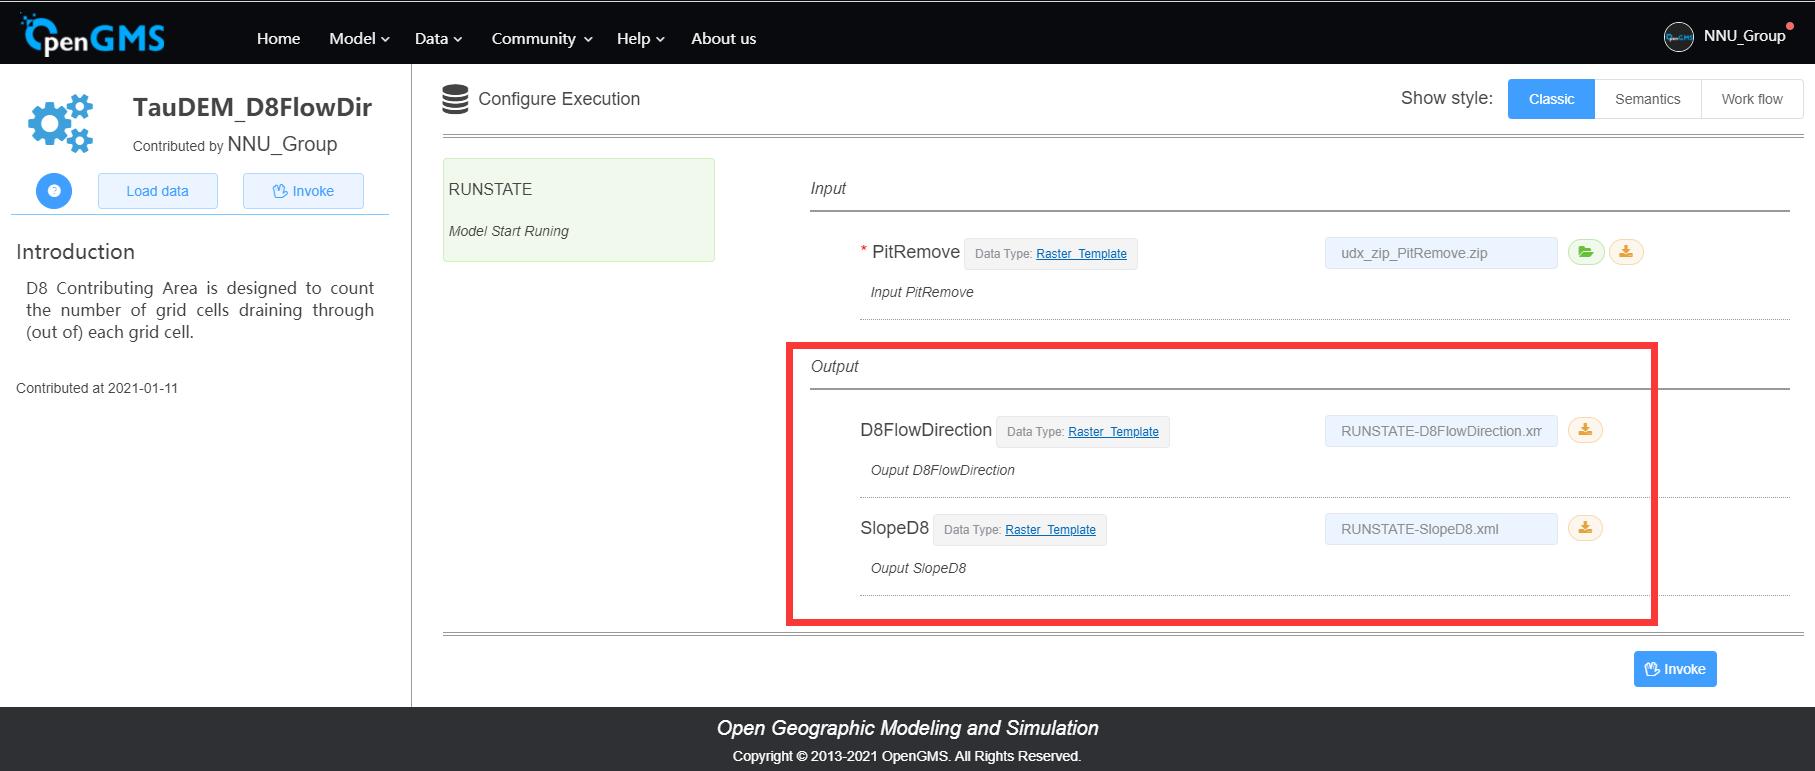 OpenGMS
Home Model Data Community Help About us
NNU_Group
TauDEM_D8FlowDir
Contributed by NNU_Group
Load data
Invoke
Introduction
D8 Contributing Area is designed to count
the number of grid cells draining through
(out of) each grid cell.
Contributed at 2021-01-11
Configure Execution
Show style: Classic Semantics Work flow
RUNSTATE
Model Start Runing
Input
* PitRemove Data Type: Raster_Template udx_zip_PitRemove.zip
Input PitRemove
Output
D8FlowDirection Data Type: Raster_Template RUNSTATE-D8FlowDirection.xm
Ouput D8FlowDirection
SlopeD8 Data Type: Raster_Template RUNSTATE-SlopeD8.xml
Ouput SlopeD8
Invoke
Open Geographic Modeling and Simulation
Copyright © 2013-2021 OpenGMS. All Rights Reserved.